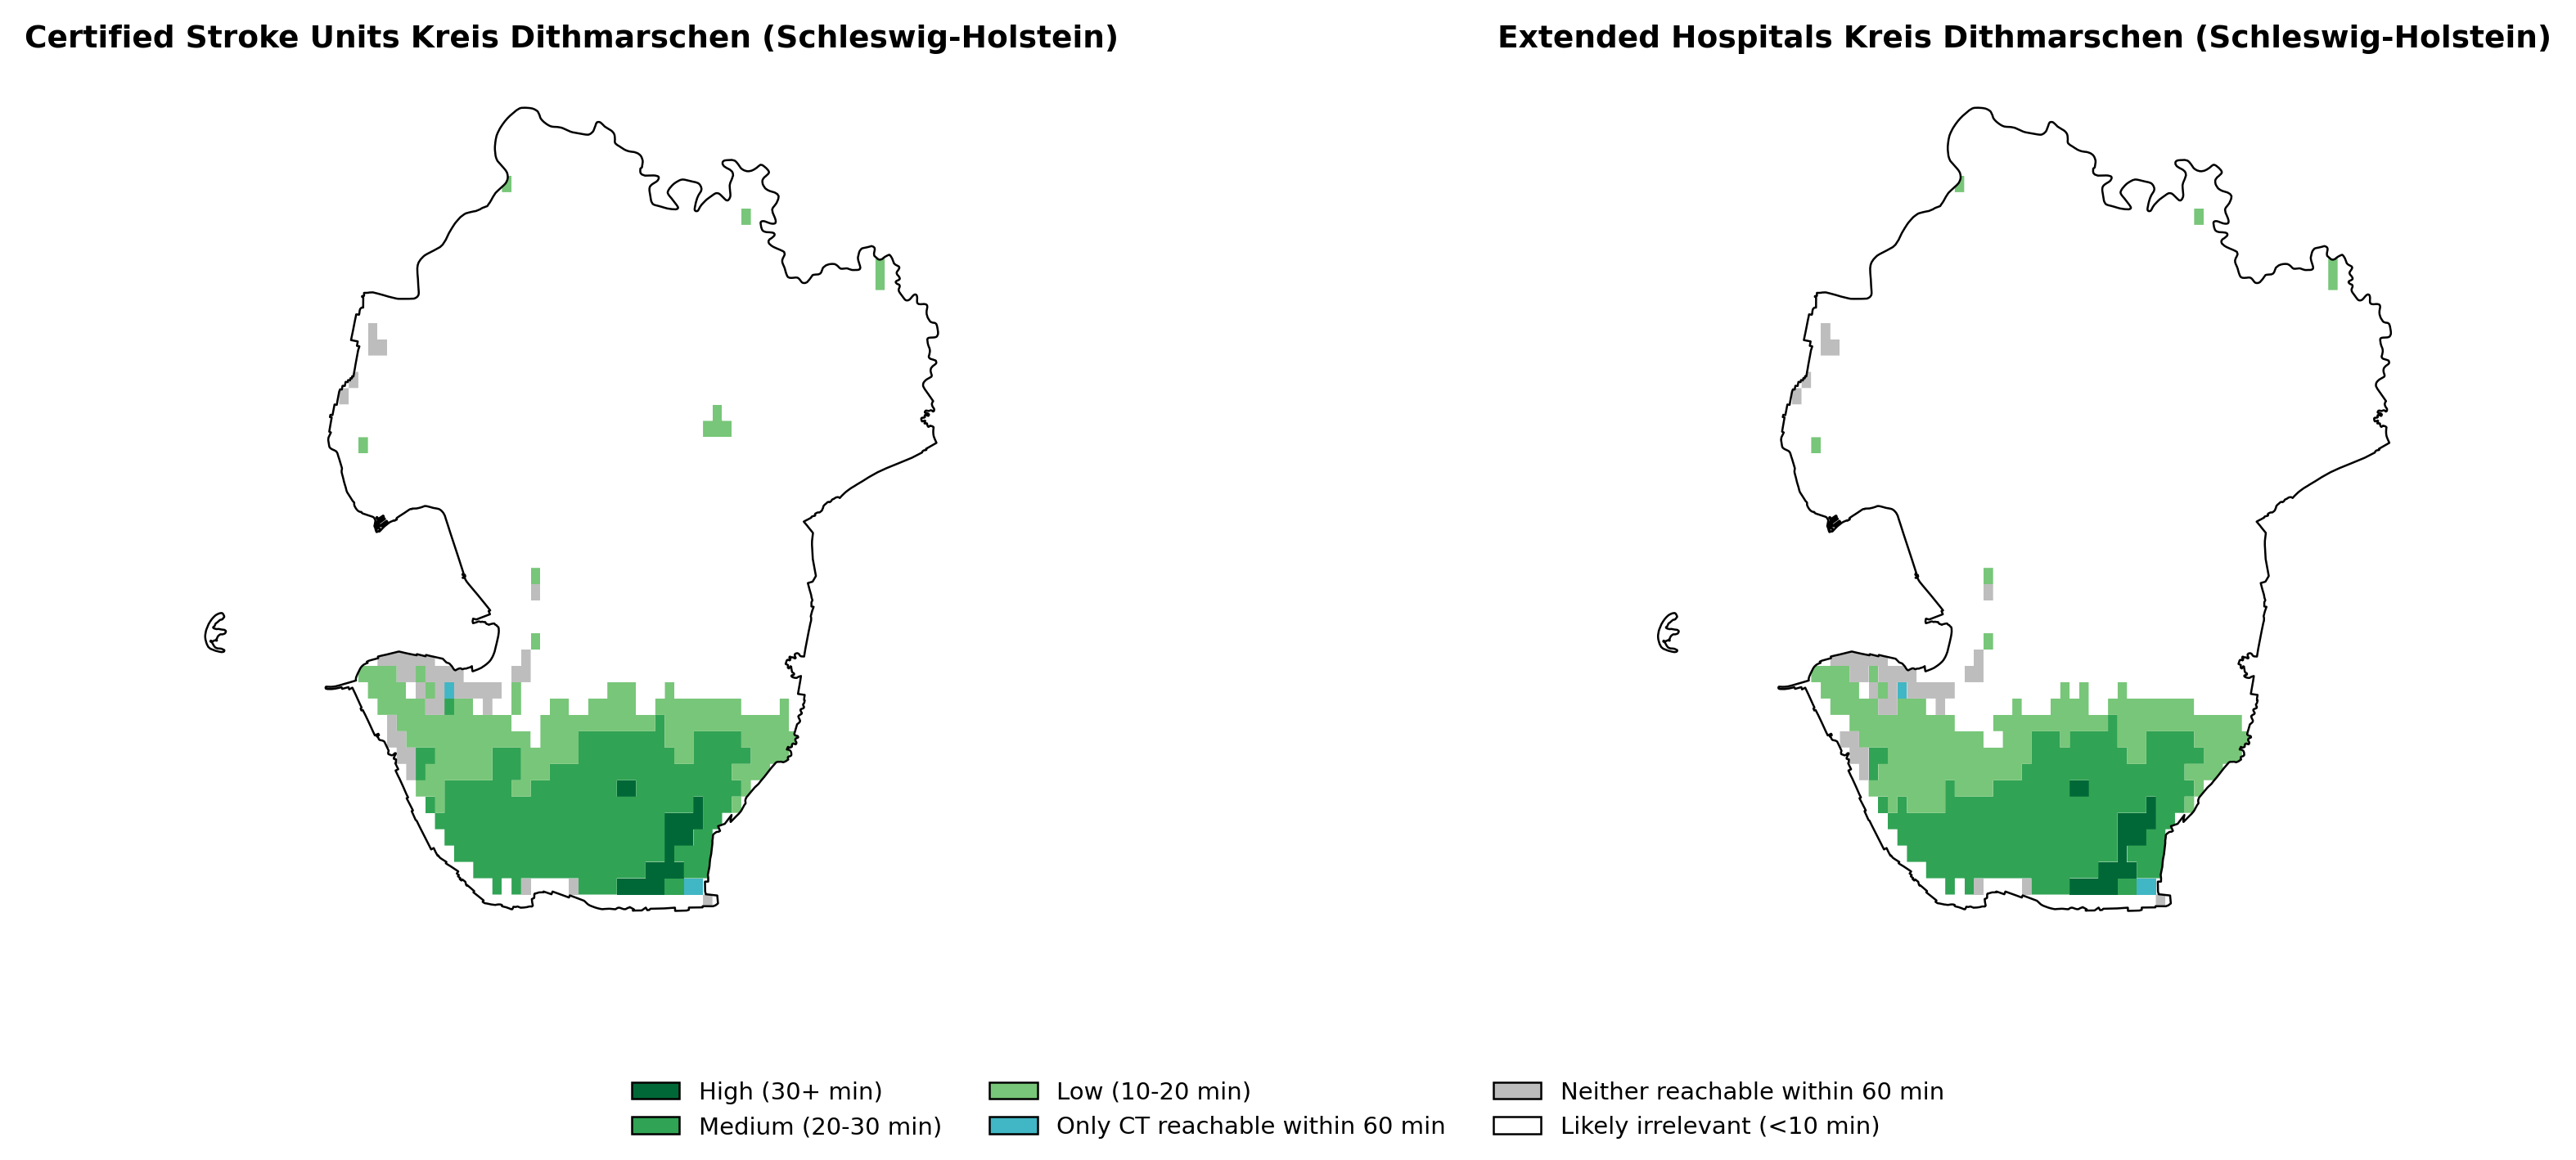 Certified Stroke Units Kreis Dithmarschen (Schleswig-Holstein)
Extended Hospitals Kreis Dithmarschen (Schleswig-Holstein)
High (30+ min)
Medium (20-30 min)
Low (10-20 min)
Only CT reachable within 60 min
Neither reachable within 60 min
Likely irrelevant (<10 min)